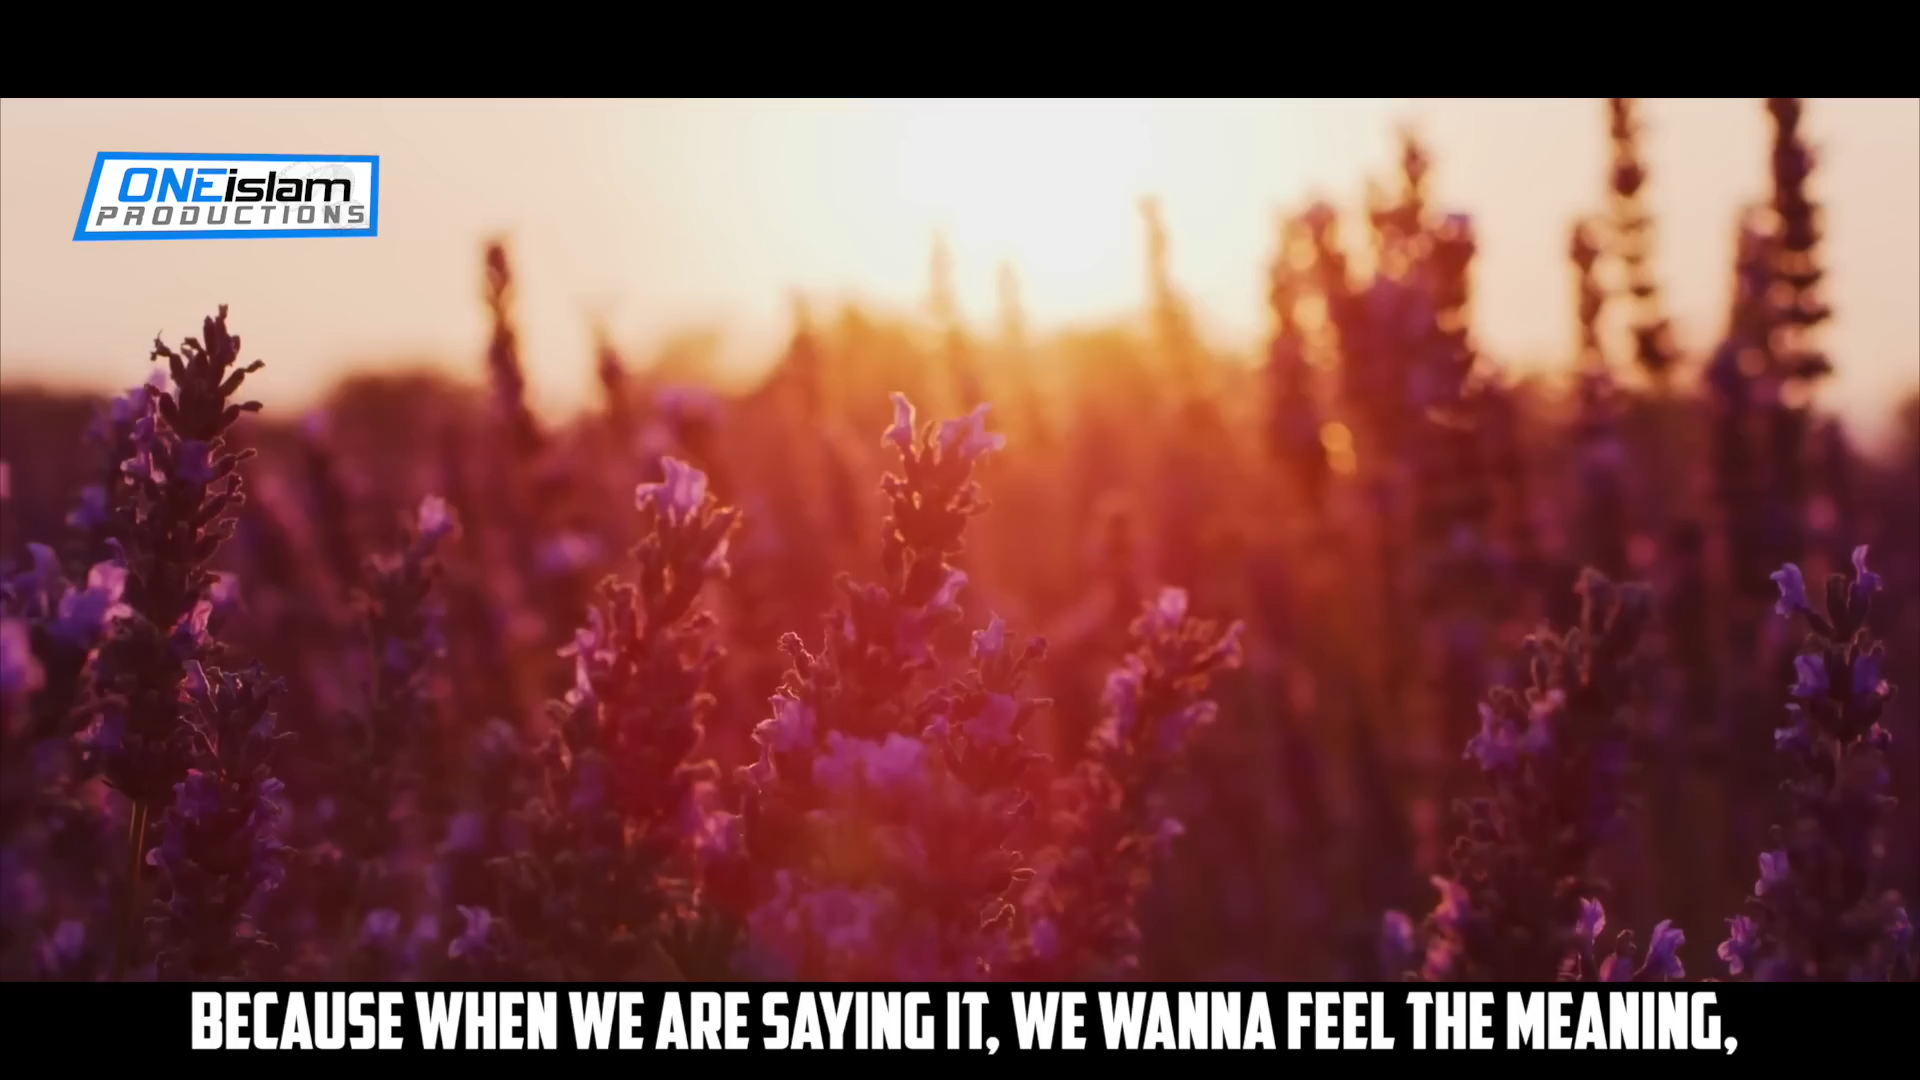 ONEislam
PRODUCTIONS
BECAUSE WHEN WE ARE SAYING IT, WE WANNA FEEL THE MEANING,